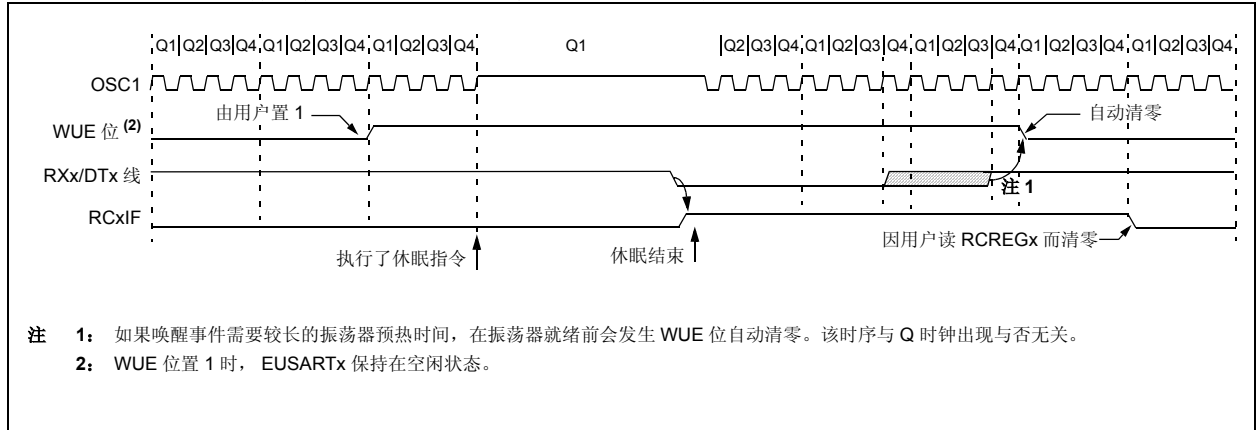 Q1 Q2 Q3 Q4 Q1 Q2 Q3 Q4 Q1 Q2 Q3 Q4 Q1 Q2 Q3 Q4 Q1 Q2 Q3 Q4 Q1 Q2 Q3 Q4 Q1 Q2 Q3 Q4 Q1 Q2 Q3 Q4
OSC1
由用户置 1
自动清零
WUE 位 (2)
RXx/DTx 线
注 1
RCxIF
因用户读 RCREGx 而清零
执行了休眠指令
休眠结束
注 1： 如果唤醒事件需要较长的振荡器预热时间，在振荡器就绪前会发生 WUE 位自动清零。该时序与 Q 时钟出现与否无关。
2： WUE 位置 1 时， EUSARTx 保持在空闲状态。